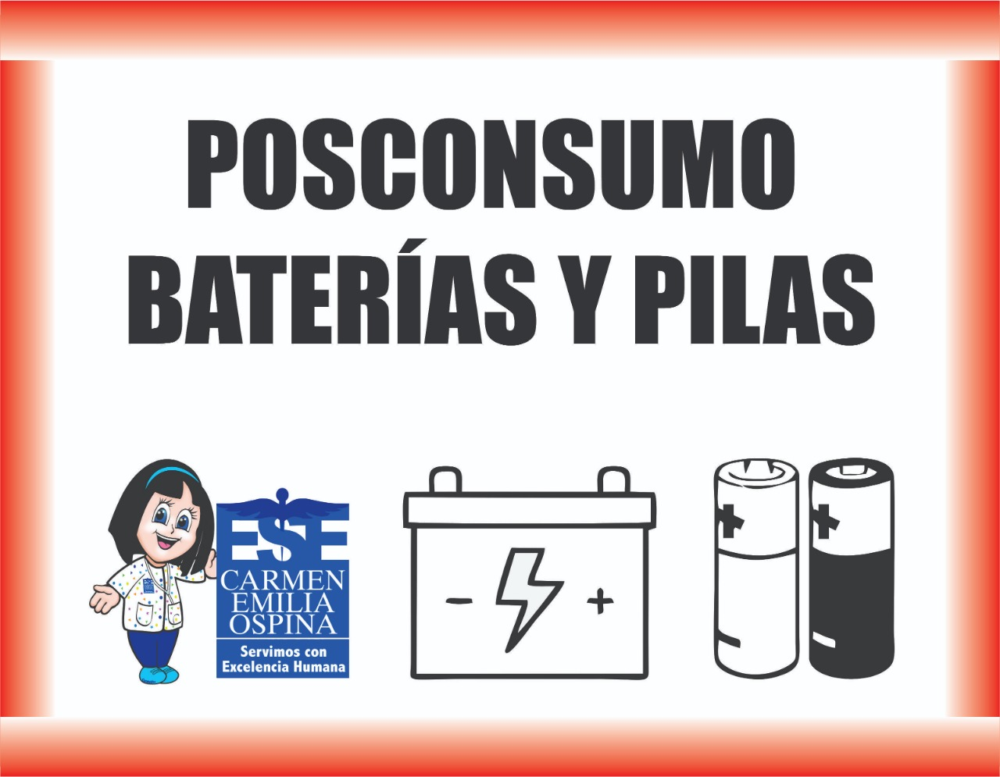 POSCONSUMO
BATERÍAS Y PILAS
ESE
CARMEN
EMILIA
OSPINA
Servimos con
Excelencia Humana
- +
+ +
- -